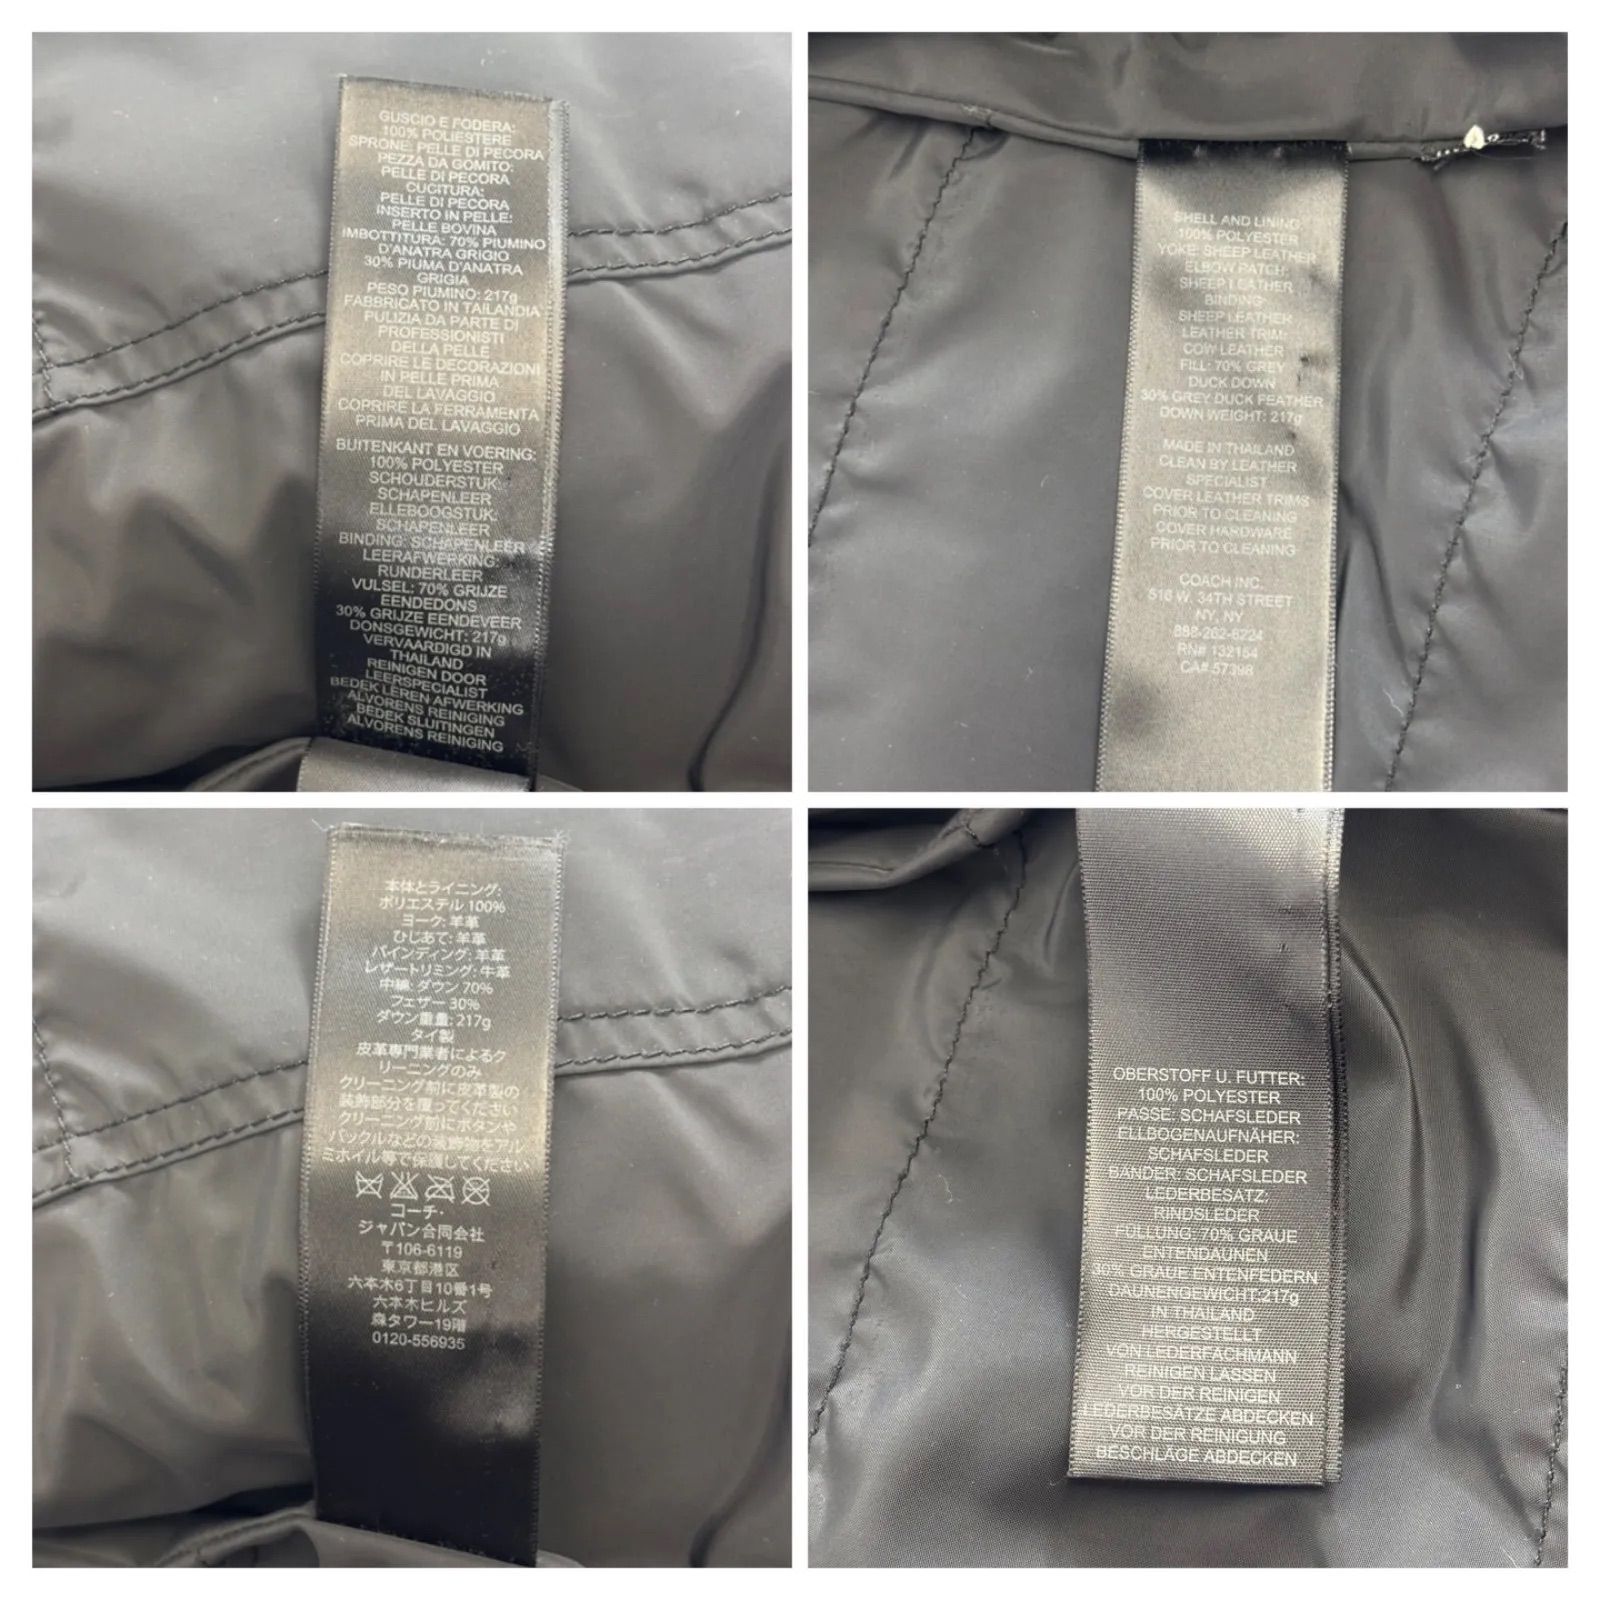 GUSCIO E FODERA:
100% POLIESTERE
SPRONE: PELLE DI PECORA
PEZZA DA GOMITO:
PELLE DI PECORA
CUCITURA:
PELLE DI PECORA
INSERTO IN PELLE:
PELLE BOVINA
IMBOTTITURA: 70% PIUMINO
D'ANATRA GRIGIO
30% PIUMA D'ANATRA
GRIGIA
PESO PIUMINO: 217g
FABBRICATO IN TAILANDIA
PULIZIA DA PARTE DI
PROFESSIONISTI
DELLA PELLE
COPRIRE LE DECORAZIONI
IN PELLE PRIMA
DEL LAVAGGIO
COPRIRE LA FERRAMENTA
PRIMA DEL LAVAGGIO
BUITENKANT EN VOERING:
100% POLYESTER
SCHOUDERSTUK:
SCHAPENLEER
ELLEBOOGSTUK:
SCHAPENLEER
BINDING: SCHAPENLEER
LEERAFWERKING:
RUNDERLEER
VULSEL: 70% GRIJZE
EENDEDONS
30% GRIJZE EENDEVEER
DONSGEWICHT: 217g
VERVAARDIGD IN
THAILAND
REINIGEN DOOR
LEERSPECIALIST
BEDEK LEREN AFWERKING
ALVORENS REINIGING
BEDEK SLUITINGEN
ALVORENS REINIGING
SHELL AND LINING:
100% POLYESTER
YOKE: SHEEP LEATHER
ELBOW PATCH:
SHEEP LEATHER
BINDING:
SHEEP LEATHER
LEATHER TRIM:
COW LEATHER
FILL: 70% GREY
DUCK DOWN
30% GREY DUCK FEATHER
DOWN WEIGHT: 217g
MADE IN THAILAND
CLEAN BY LEATHER
SPECIALIST
COVER LEATHER TRIMS
PRIOR TO CLEANING
COVER HARDWARE
PRIOR TO CLEANING
COACH INC.
516 W. 34TH STREET
NY, NY
888-262-6224
RN# 132154
CA# 57398
本体とライニング:
ポリエステル 100%
ヨーク: 羊革
ひじあて: 羊革
バインディング: 羊革
レザートリミング: 牛革
中綿: ダウン 70%
フェザー 30%
ダウン重量: 217g
タイ製
皮革専門業者によるク
リーニングのみ
クリーニング前に皮革製の
装飾部分を覆ってください
クリーニング前にボタンや
バックルなどの装飾物をアル
ミホイル等で保護してください
コーチ・
ジャパン合同会社
〒106-6119
東京都港区
六本木6丁目10番1号
六本木ヒルズ
森タワー19階
0120-556935
OBERSTOFF U. FUTTER:
100% POLYESTER
PASSE: SCHAFSLEDER
ELLBOGENAUFNÄHER:
SCHAFSLEDER
BÄNDER: SCHAFSLEDER
LEDERBESATZ:
RINDSLEDER
FÜLLUNG: 70% GRAUE
ENTENDAUNEN
30% GRAUE ENTENFEDERN
DAUNENGEWICHT:217g
IN THAILAND
HERGESTELLT
VON LEDERFACHMANN
REINIGEN LASSEN
VOR DER REINIGEN
LEDERBESÄTZE ABDECKEN
VOR DER REINIGUNG
BESCHLÄGE ABDECKEN